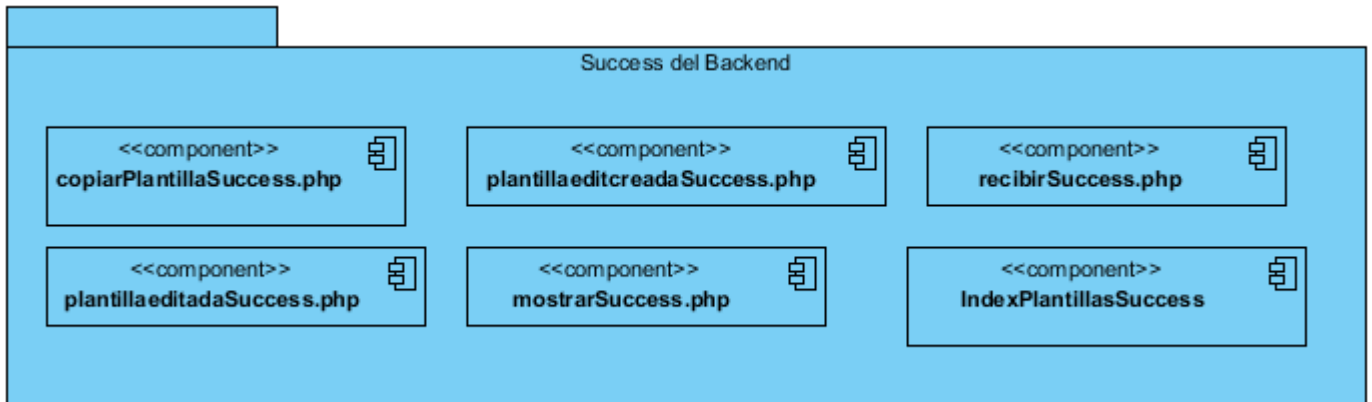 Success del Backend
<<component>>
copiarPlantillaSuccess.php
<<component>>
plantillaeditcreadaSuccess.php
<<component>>
recibirSuccess.php
<<component>>
plantillaeditadaSuccess.php
<<component>>
mostrarSuccess.php
<<component>>
IndexPlantillasSuccess